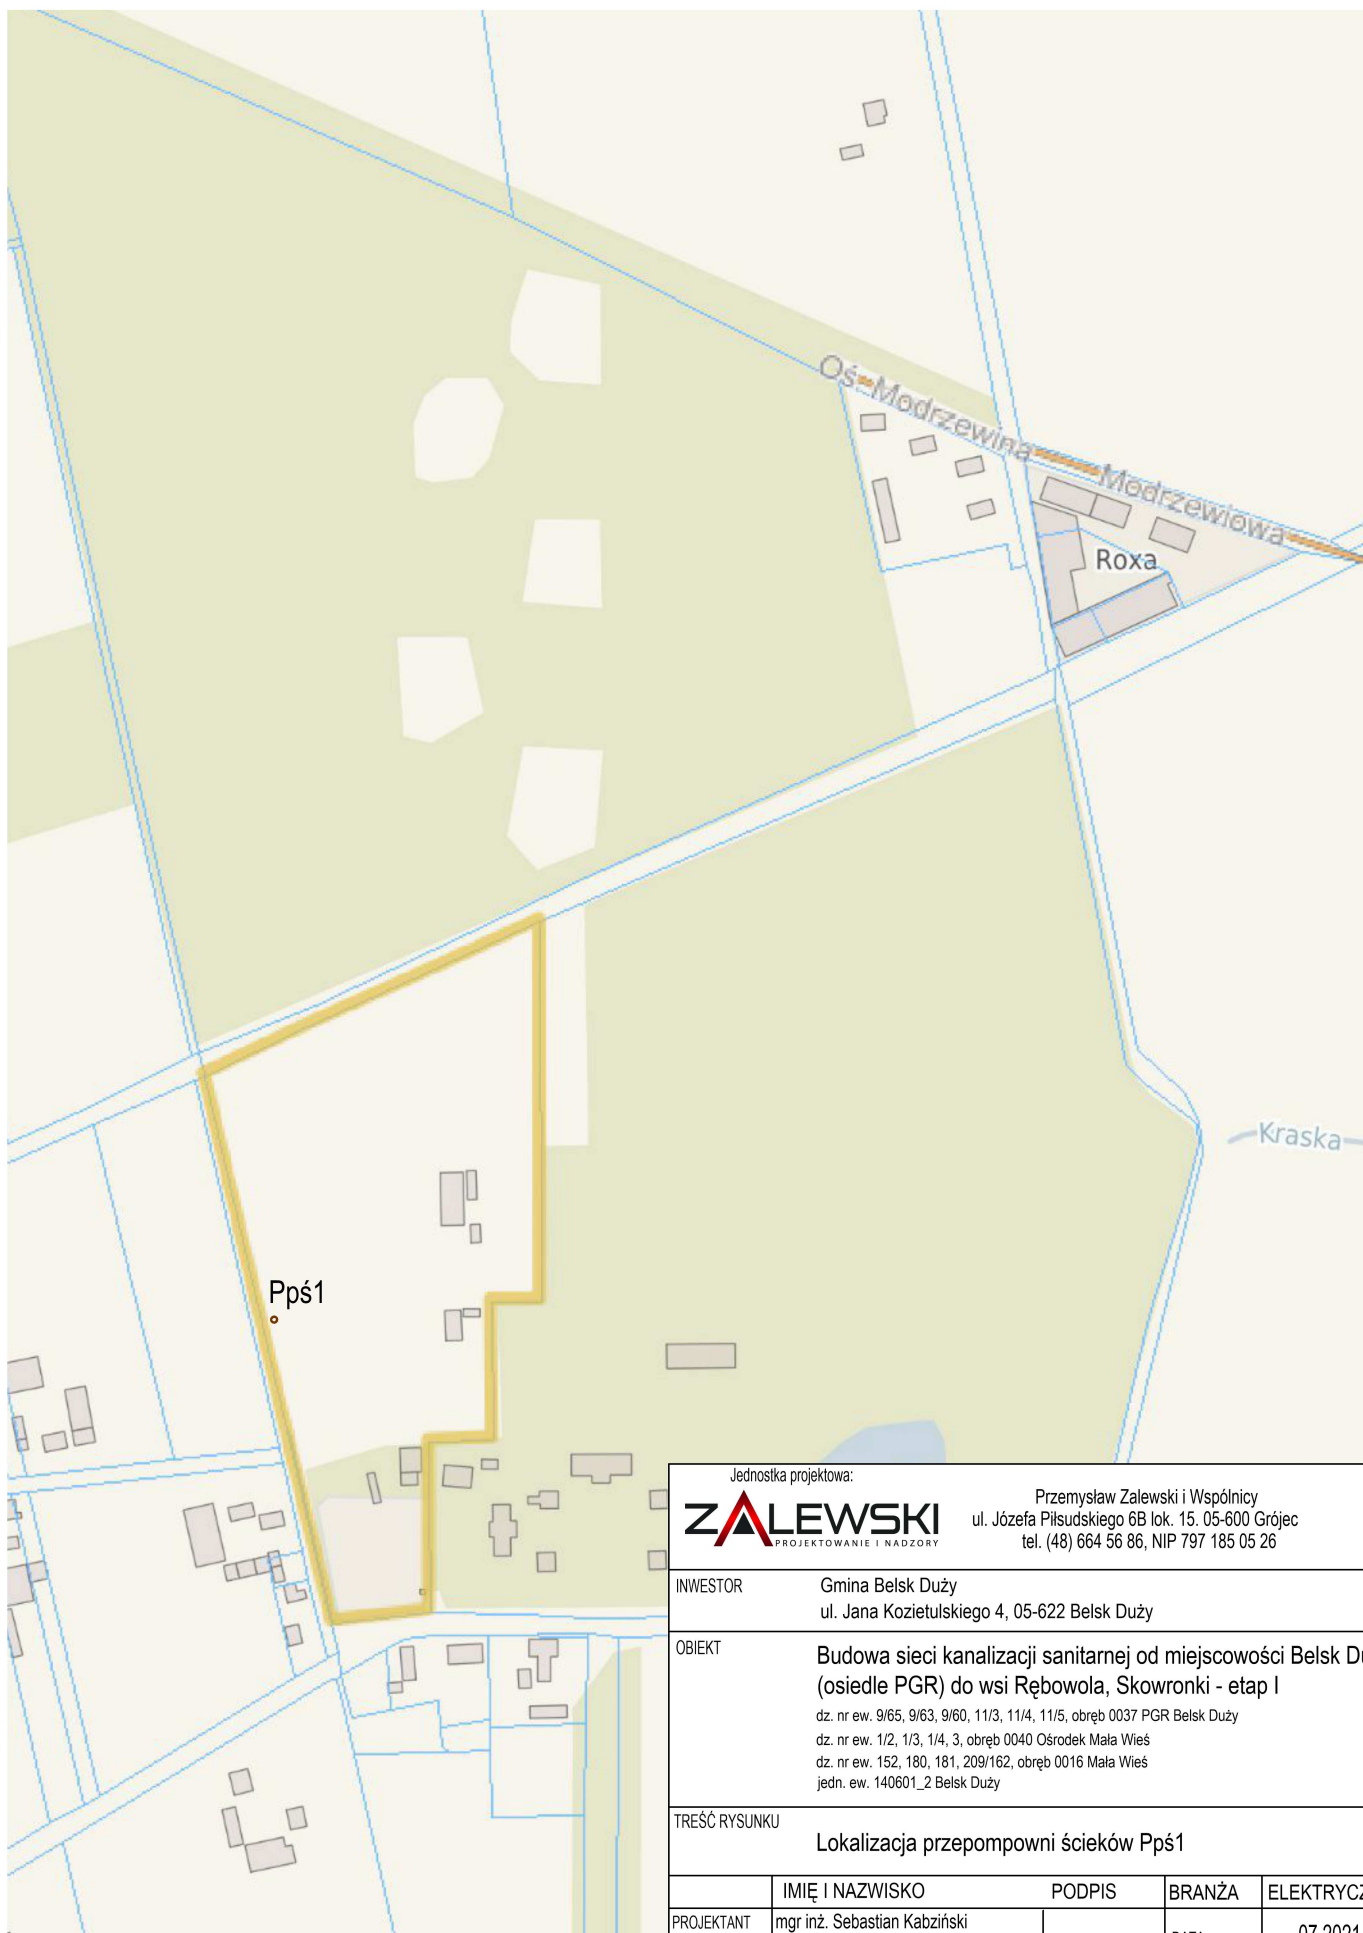 Oś. Modrzewina
Modrzewiowa
Roxa
Kraska
Ppś1
Jednostka projektowa:
ZALEWSKI
PROJEKTOWANIE I NADZORY
Przemysław Zalewski i Wspólnicy
ul. Józefa Piłsudskiego 6B lok. 15. 05-600 Grójec
tel. (48) 664 56 86, NIP 797 185 05 26
INWESTOR
Gmina Belsk Duży
ul. Jana Kozietulskiego 4, 05-622 Belsk Duży
OBIEKT
Budowa sieci kanalizacji sanitarnej od miejscowości Belsk
(osiedle PGR) do wsi Rębowola, Skowronki - etap I
dz. nr ew. 9/65, 9/63, 9/60, 11/3, 11/4, 11/5, obręb 0037 PGR Belsk Duży
dz. nr ew. 1/2, 1/3, 1/4, 3, obręb 0040 Ośrodek Mała Wieś
dz. nr ew. 152, 180, 181, 209/162, obręb 0016 Mała Wieś
jedn. ew. 140601_2 Belsk Duży
TREŚĆ RYSUNKU
Lokalizacja przepompowni ścieków Ppś1
IMIĘ I NAZWISKO PODPIS BRANŻA ELEKTRYCZ
PROJEKTANT mgr inż. Sebastian Kabziński 07.2021